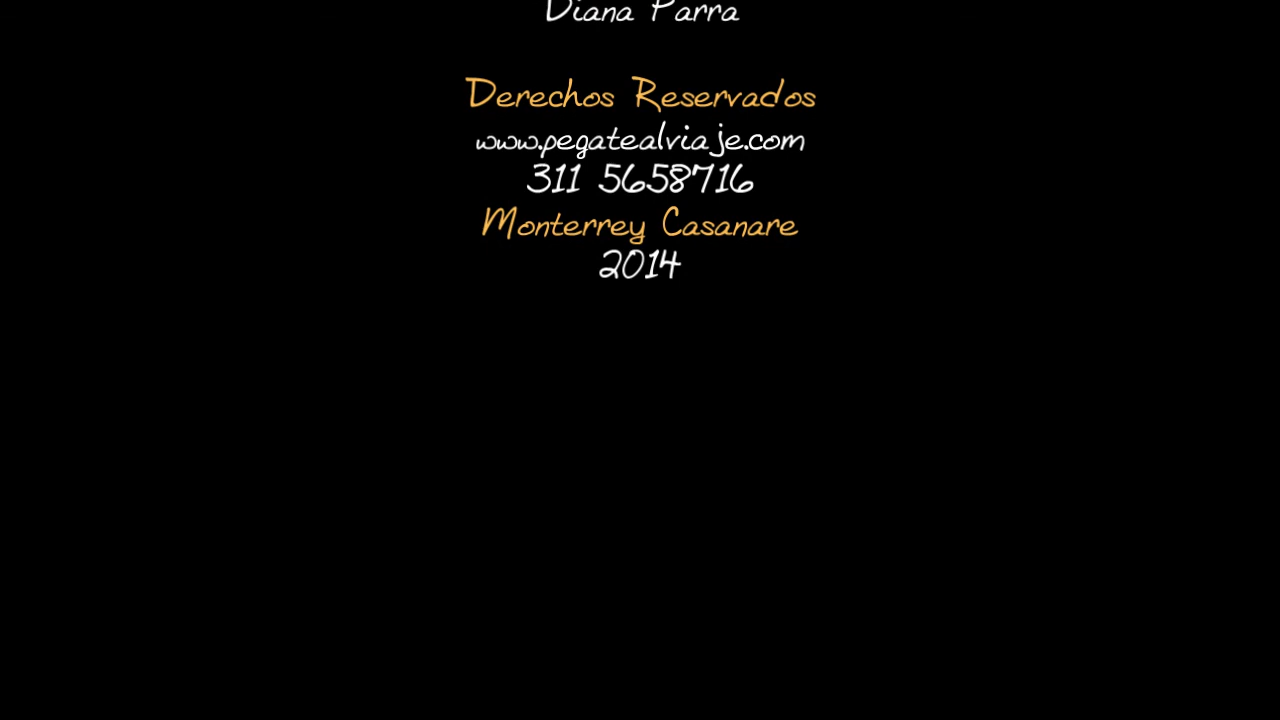 Diana Parra
Derechos Reservados
www.pegatealviaje.com
311 5658716
Monterrey Casanare
2014